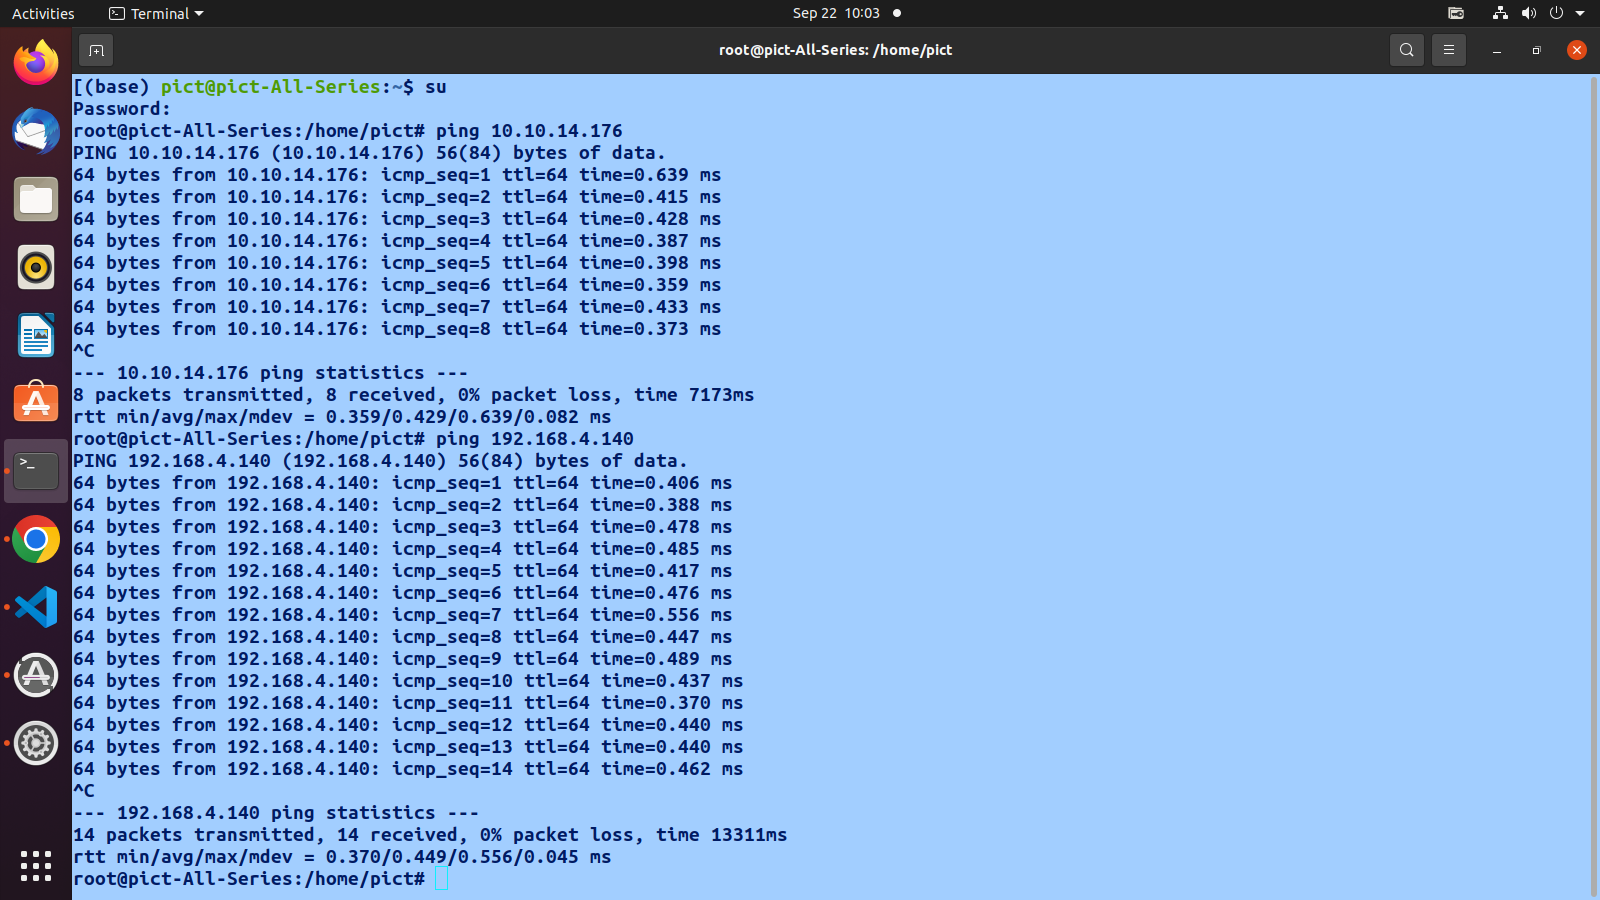 Activities
Terminal
Sep 22 10:03
root@pict-All-Series: /home/pict
[(base) pict@pict-All-Series:~$ su
Password:
root@pict-All-Series:/home/pict# ping 10.10.14.176
PING 10.10.14.176 (10.10.14.176) 56(84) bytes of data.
64 bytes from 10.10.14.176: icmp_seq=1 ttl=64 time=0.639 ms
64 bytes from 10.10.14.176: icmp_seq=2 ttl=64 time=0.415 ms
64 bytes from 10.10.14.176: icmp_seq=3 ttl=64 time=0.428 ms
64 bytes from 10.10.14.176: icmp_seq=4 ttl=64 time=0.387 ms
64 bytes from 10.10.14.176: icmp_seq=5 ttl=64 time=0.398 ms
64 bytes from 10.10.14.176: icmp_seq=6 ttl=64 time=0.359 ms
64 bytes from 10.10.14.176: icmp_seq=7 ttl=64 time=0.433 ms
64 bytes from 10.10.14.176: icmp_seq=8 ttl=64 time=0.373 ms
^C
--- 10.10.14.176 ping statistics ---
8 packets transmitted, 8 received, 0% packet loss, time 7173ms
rtt min/avg/max/mdev = 0.359/0.429/0.639/0.082 ms
root@pict-All-Series:/home/pict# ping 192.168.4.140
PING 192.168.4.140 (192.168.4.140) 56(84) bytes of data.
64 bytes from 192.168.4.140: icmp_seq=1 ttl=64 time=0.406 ms
64 bytes from 192.168.4.140: icmp_seq=2 ttl=64 time=0.388 ms
64 bytes from 192.168.4.140: icmp_seq=3 ttl=64 time=0.478 ms
64 bytes from 192.168.4.140: icmp_seq=4 ttl=64 time=0.485 ms
64 bytes from 192.168.4.140: icmp_seq=5 ttl=64 time=0.417 ms
64 bytes from 192.168.4.140: icmp_seq=6 ttl=64 time=0.476 ms
64 bytes from 192.168.4.140: icmp_seq=7 ttl=64 time=0.556 ms
64 bytes from 192.168.4.140: icmp_seq=8 ttl=64 time=0.447 ms
64 bytes from 192.168.4.140: icmp_seq=9 ttl=64 time=0.489 ms
64 bytes from 192.168.4.140: icmp_seq=10 ttl=64 time=0.437 ms
64 bytes from 192.168.4.140: icmp_seq=11 ttl=64 time=0.370 ms
64 bytes from 192.168.4.140: icmp_seq=12 ttl=64 time=0.440 ms
64 bytes from 192.168.4.140: icmp_seq=13 ttl=64 time=0.440 ms
64 bytes from 192.168.4.140: icmp_seq=14 ttl=64 time=0.462 ms
^C
--- 192.168.4.140 ping statistics ---
14 packets transmitted, 14 received, 0% packet loss, time 13311ms
rtt min/avg/max/mdev = 0.370/0.449/0.556/0.045 ms
root@pict-All-Series:/home/pict#